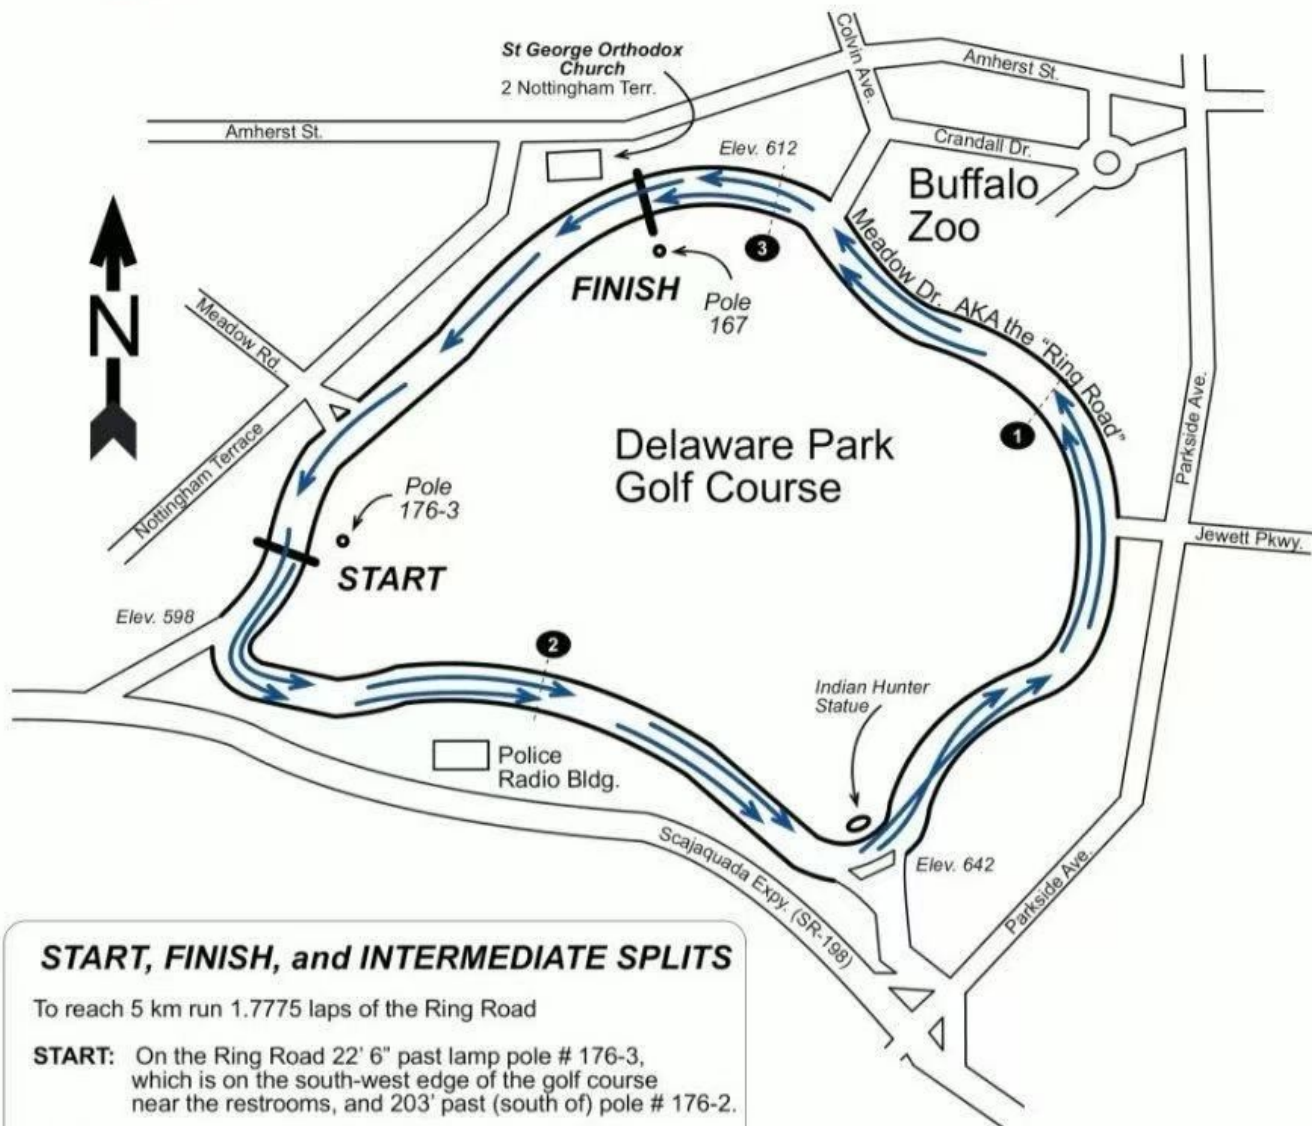 St George Orthodox
Church
2 Nottingham Terr.
Colvin Ave.
Amherst St.
Amherst St.
Elev. 612
Crandall Dr.
Buffalo
Zoo
3
N
FINISH
Pole
167
Meadow Dr. AKA the "Ring Road"
Meadow Rd.
Parkside Ave.
1
Delaware Park
Golf Course
Nottingham Terrace
Pole
176-3
Jewett Pkwy.
START
Elev. 598
2
Indian Hunter
Statue
Police
Radio Bldg.
Scajaquada Expy. (SR-198)
Elev. 642
Parkside Ave.
START, FINISH, and INTERMEDIATE SPLITS
To reach 5 km run 1.7775 laps of the Ring Road
START: On the Ring Road 22' 6" past lamp pole # 176-3,
which is on the south-west edge of the golf course
near the restrooms, and 203' past (south of) pole # 176-2.